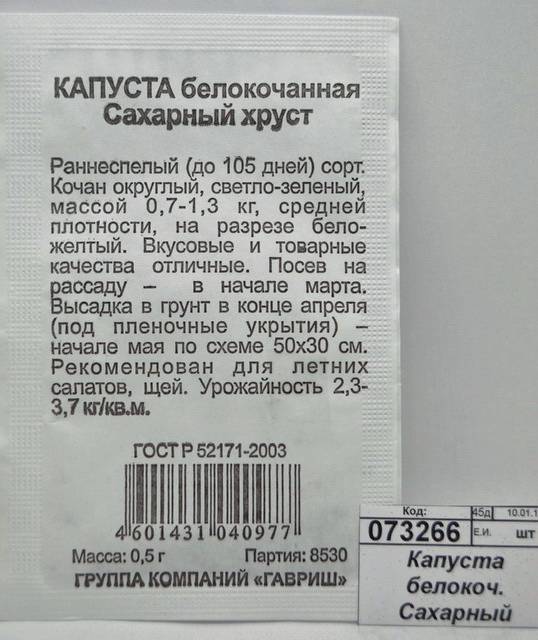 КАПУСТА белокочанная
Сахарный хруст
Раннеспелый (до 105 дней) сорт.
Кочан округлый, светло-зеленый,
массой 0,7-1,3 кг, средней
плотности, на разрезе бело-
желтый. Вкусовые и товарные
качества отличные. Посев на
рассаду – в начале марта.
Высадка в грунт в конце апреля
(под пленочные укрытия) –
начале мая по схеме 50х30 см.
Рекомендован для летних
салатов, щей. Урожайность 2,3-
3,7 кг/кв.м.
ГОСТ Р 52171-2003
4 601431 040977
Масса: 0,5 г Партия: 8530
ГРУППА КОМПАНИЙ «ГАВРИШ»
Код: 45д 10.01.1
073266 Е.И. шт
Капуста
белокоч.
Сахарный